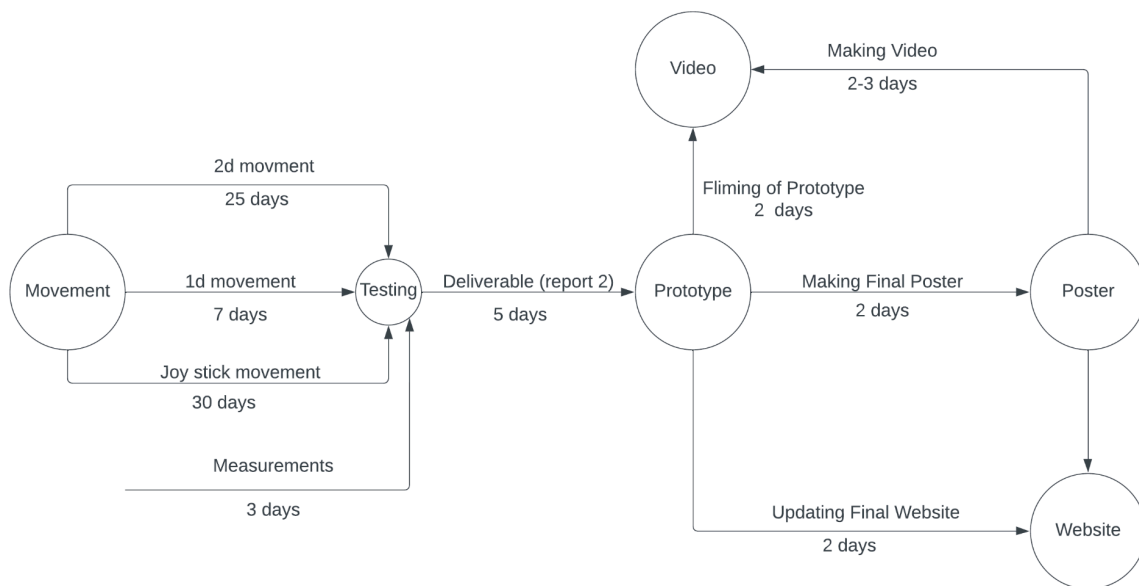 Making Video
Video
2-3 days
2d movment
25 days
Fliming of Prototype
2 days
Movement
1d movement
7 days
Testing
Deliverable (report 2)
5 days
Prototype
Making Final Poster
2 days
Poster
Joy stick movement
30 days
Measurements
3 days
Updating Final Website
2 days
Website